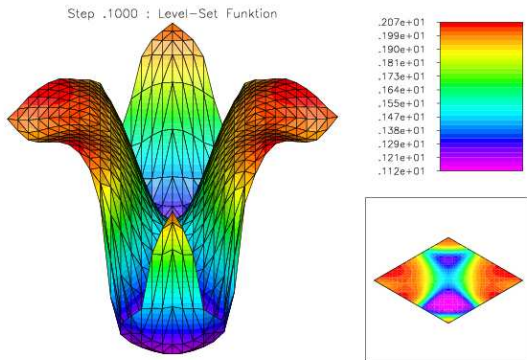 Step .1000 : Level-Set Funktion
.207e+01
.199e+01
.190e+01
.181e+01
.173e+01
.164e+01
.155e+01
.147e+01
.138e+01
.129e+01
.121e+01
.112e+01